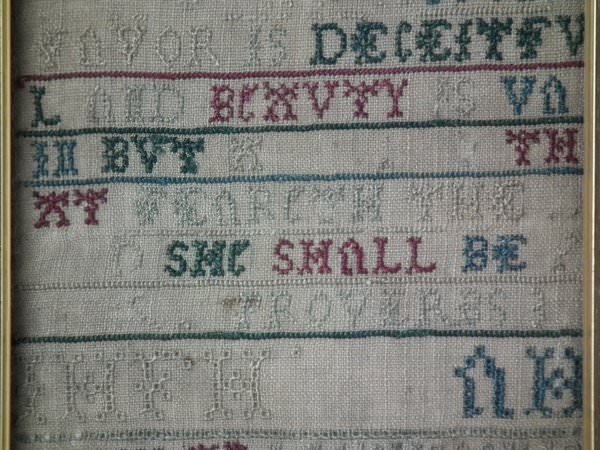 FAVOR IS DECEITFV
L AND BEAVTY IS VA
IN BVT A TH
AT FEARETH THE
SHE SHALL BE
PROVERBS